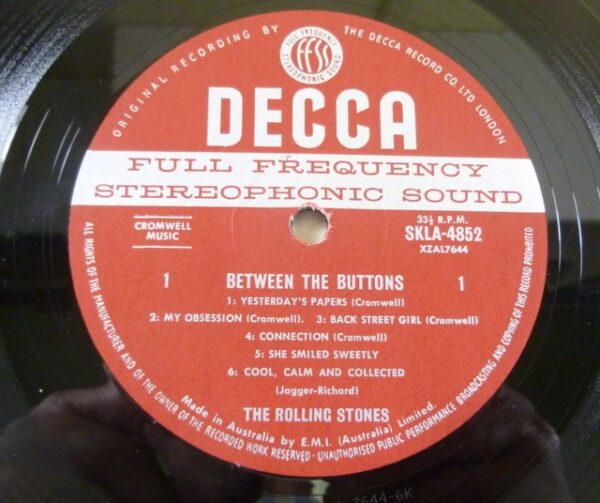 ORIGINAL RECORDING BY THE DECCA RECORD CO LTD LONDON
FULL FREQUENCY
FFSS
STEREOPHONIC SOUND
DECCA
FULL FREQUENCY
STEREOPHONIC SOUND
CROMWELL
MUSIC
33⅓ R.P.M.
SKLA-4852
XZAL7644
1 BETWEEN THE BUTTONS 1
1: YESTERDAY'S PAPERS (Cromwell)
2: MY OBSESSION (Cromwell). 3: BACK STREET GIRL (Cromwell)
4: CONNECTION (Cromwell)
5: SHE SMILED SWEETLY
6: COOL, CALM AND COLLECTED
(Jagger-Richard)
THE ROLLING STONES
Made in Australia by E.M.I. (Australia) Limited.
ALL RIGHTS OF THE MANUFACTURER AND OF THE OWNER OF THE RECORDED WORK RESERVED · UNAUTHORISED PUBLIC PERFORMANCE BROADCASTING AND COPYING OF THIS RECORD PROHIBITED
7644-6K